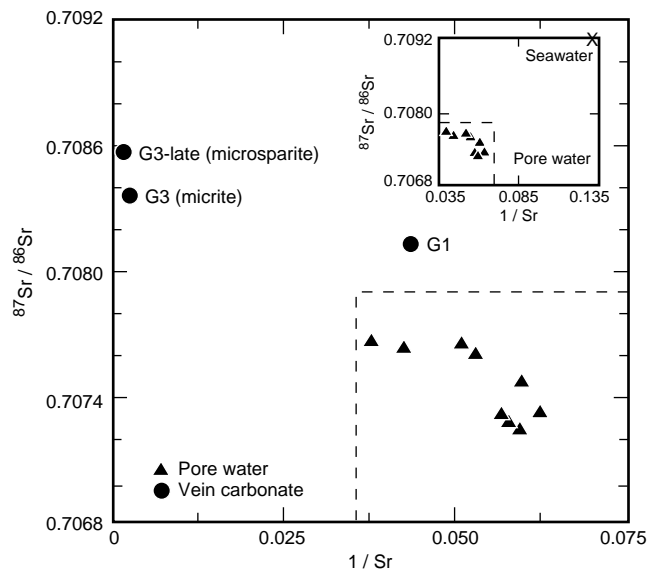 0.7092
0.7086
0.7080
0.7074
0.7068
87Sr / 86Sr
G3-late (microsparite)
G3 (micrite)
G1
Pore water
Vein carbonate
0
0.025
0.050
0.075
1 / Sr
0.7092
0.7080
0.7068
87Sr / 86Sr
X
Seawater
Pore water
0.035
0.085
0.135
1 / Sr